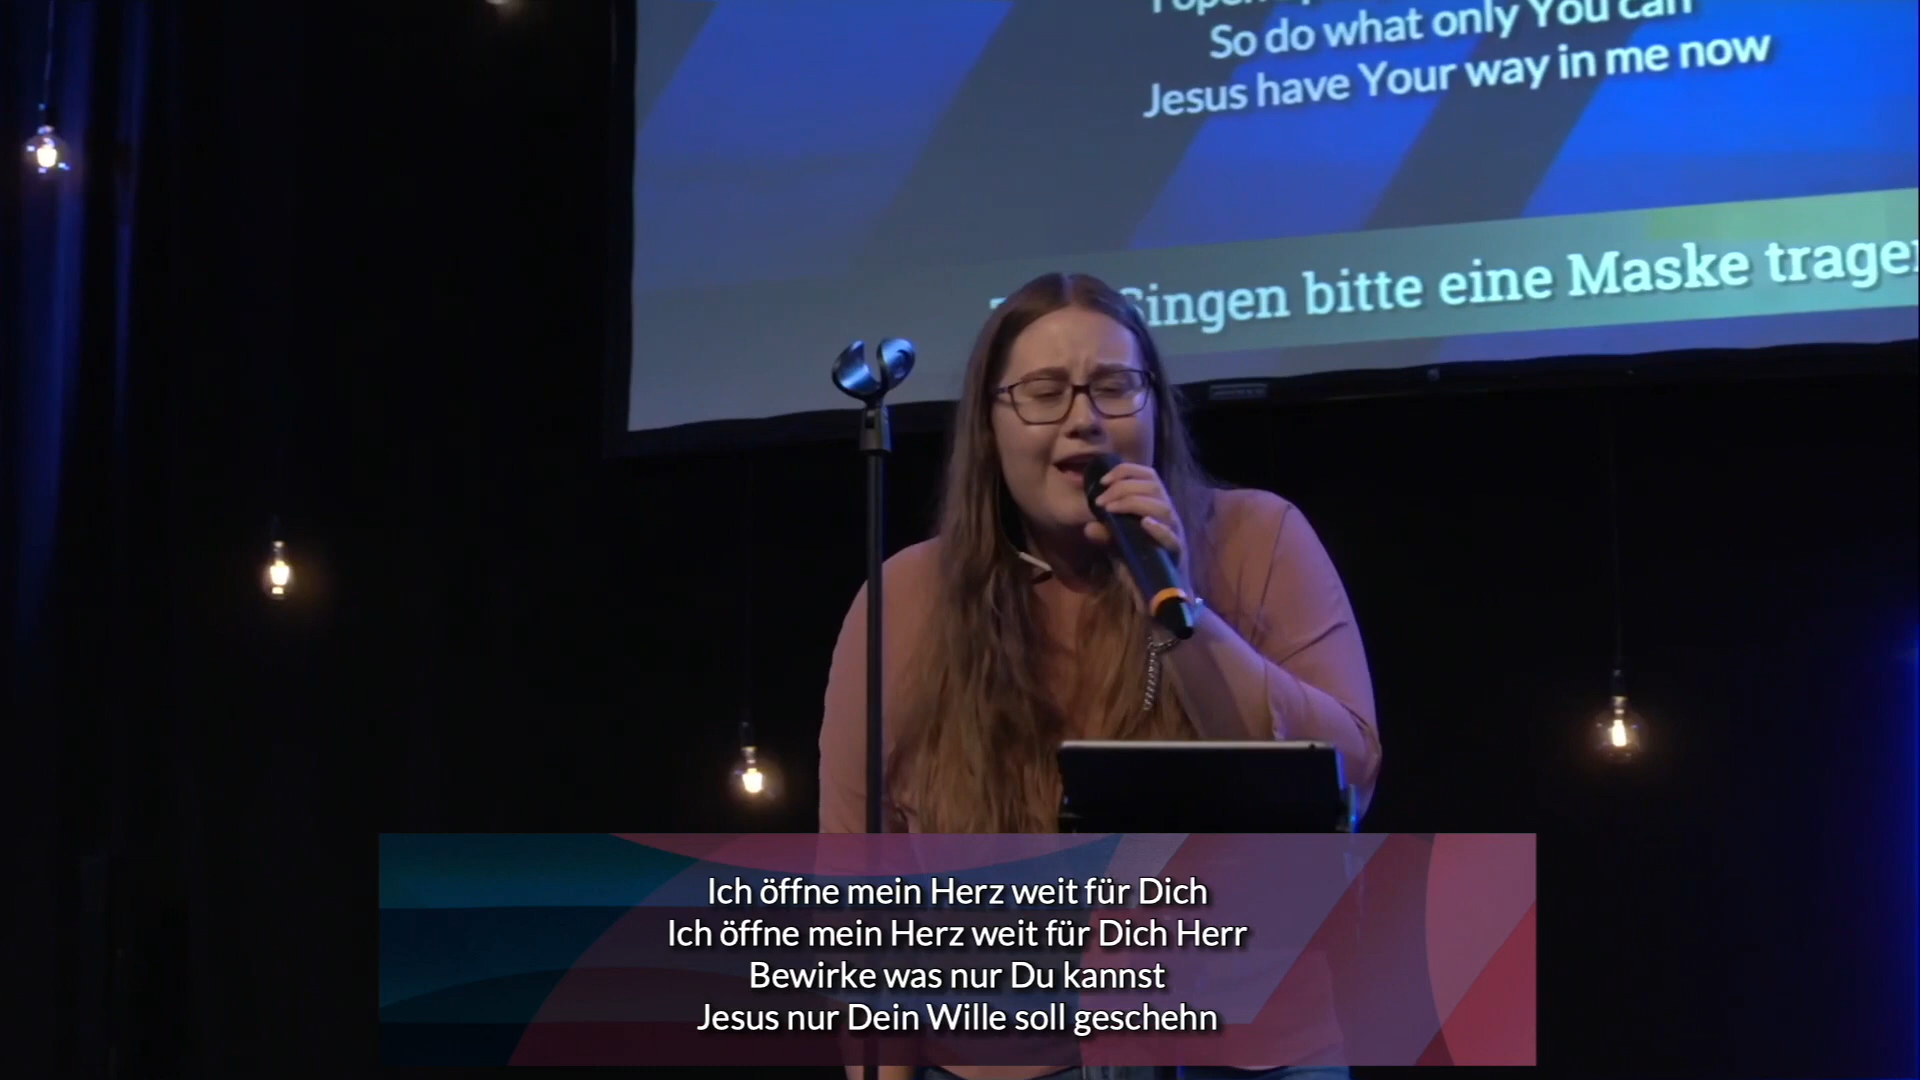 So do what only You can
Jesus have Your way in me now
Singen bitte eine Maske tragen
Ich öffne mein Herz weit für Dich
Ich öffne mein Herz weit für Dich Herr
Bewirke was nur Du kannst
Jesus nur Dein Wille soll geschehn